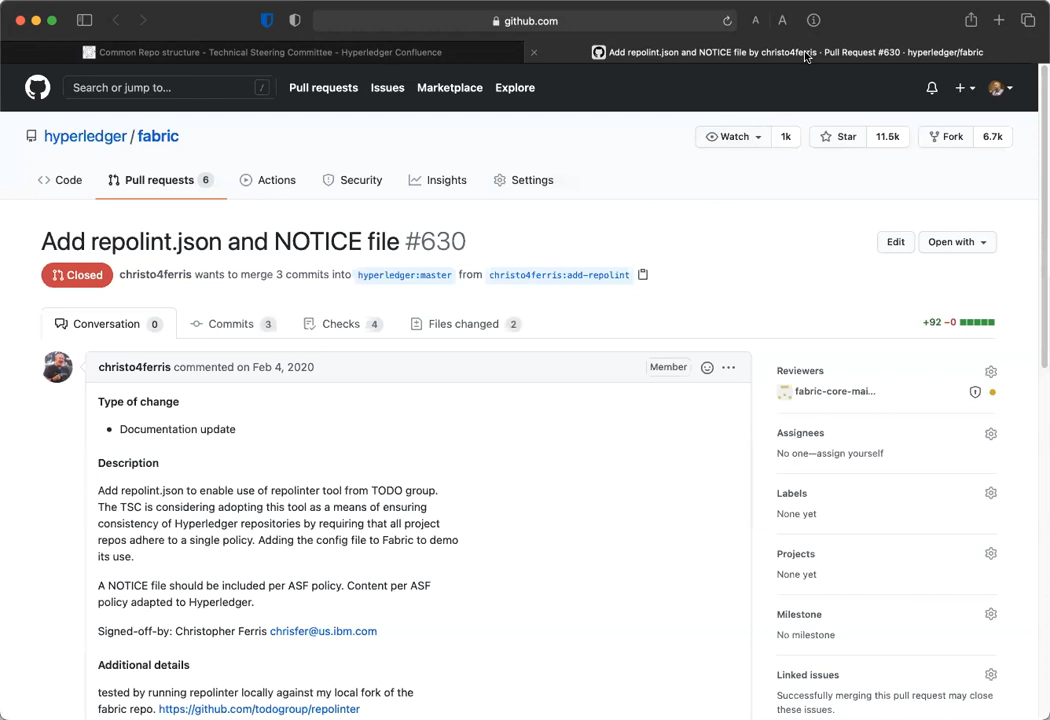 github.com
A A
Common Repo structure - Technical Steering Committee - Hyperledger Confluence
Add repolint.json and NOTICE file by christo4ferris · Pull Request #630 · hyperledger/fabric
Search or jump to... /
Pull requests Issues Marketplace Explore
hyperledger / fabric
Watch 1k Star 11.5k Fork 6.7k
Code Pull requests 6 Actions Security Insights Settings
Add repolint.json and NOTICE file #630
Edit Open with
Closed christo4ferris wants to merge 3 commits into hyperledger:master from christo4ferris:add-repolint
Conversation 0 Commits 3 Checks 4 Files changed 2
+92 −0
christo4ferris commented on Feb 4, 2020
Member
Type of change
• Documentation update
Description
Add repolint.json to enable use of repolinter tool from TODO group.
The TSC is considering adopting this tool as a means of ensuring
consistency of Hyperledger repositories by requiring that all project
repos adhere to a single policy. Adding the config file to Fabric to demo
its use.
A NOTICE file should be included per ASF policy. Content per ASF
policy adapted to Hyperledger.
Signed-off-by: Christopher Ferris chrisfer@us.ibm.com
Additional details
tested by running repolinter locally against my local fork of the
fabric repo. https://github.com/todogroup/repolinter
Reviewers
fabric-core-mai...
Assignees
No one—assign yourself
Labels
None yet
Projects
None yet
Milestone
No milestone
Linked issues
Successfully merging this pull request may close
these issues.